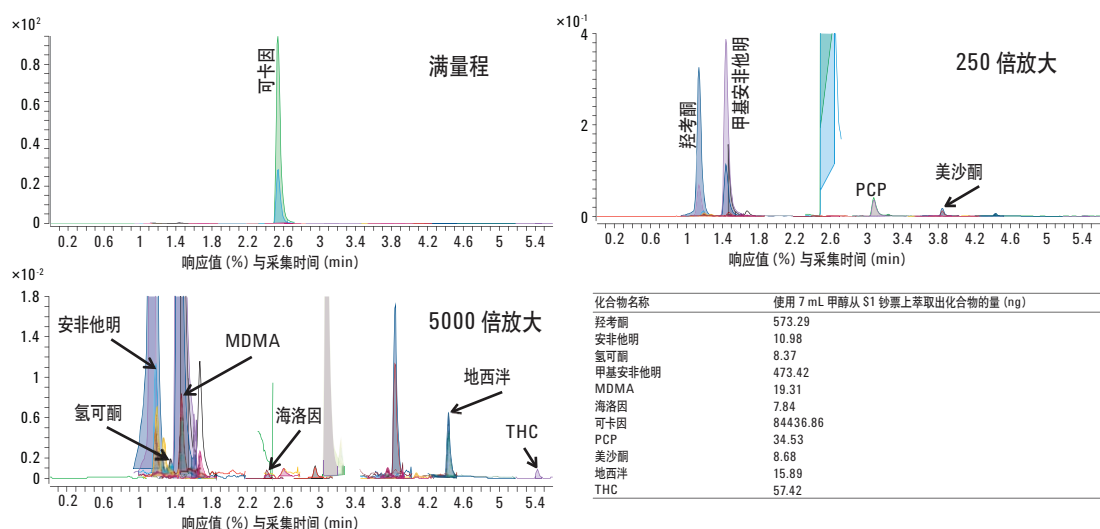 ×10²
满量程
可卡因
0.8
0.6
0.4
0.2
0
0.2 0.6 1 1.4 1.8 2.2 2.6 3 3.4 3.8 4.2 4.6 5 5.4
响应值 (%) 与采集时间 (min)
×10⁻¹
250 倍放大
4
2
0
羟考酮
甲基安非他明
PCP
美沙酮
0.2 0.6 1 1.4 1.8 2.2 2.6 3 3.4 3.8 4.2 4.6 5 5.4
响应值 (%) 与采集时间 (min)
×10⁻²
5000 倍放大
1.8
1.4
1
0.6
0.2
0
安非他明
MDMA
氢可酮
海洛因
地西泮
THC
0.2 0.6 1 1.4 1.8 2.2 2.6 3 3.4 3.8 4.2 4.6 5 5.4
响应值 (%) 与采集时间 (min)
化合物名称 使用 7 mL 甲醇从 S1 钞票上萃取出化合物的量 (ng)
羟考酮 573.29
安非他明 10.98
氢可酮 8.37
甲基安非他明 473.42
MDMA 19.31
海洛因 7.84
可卡因 84436.86
PCP 34.53
美沙酮 8.68
地西泮 15.89
THC 57.42